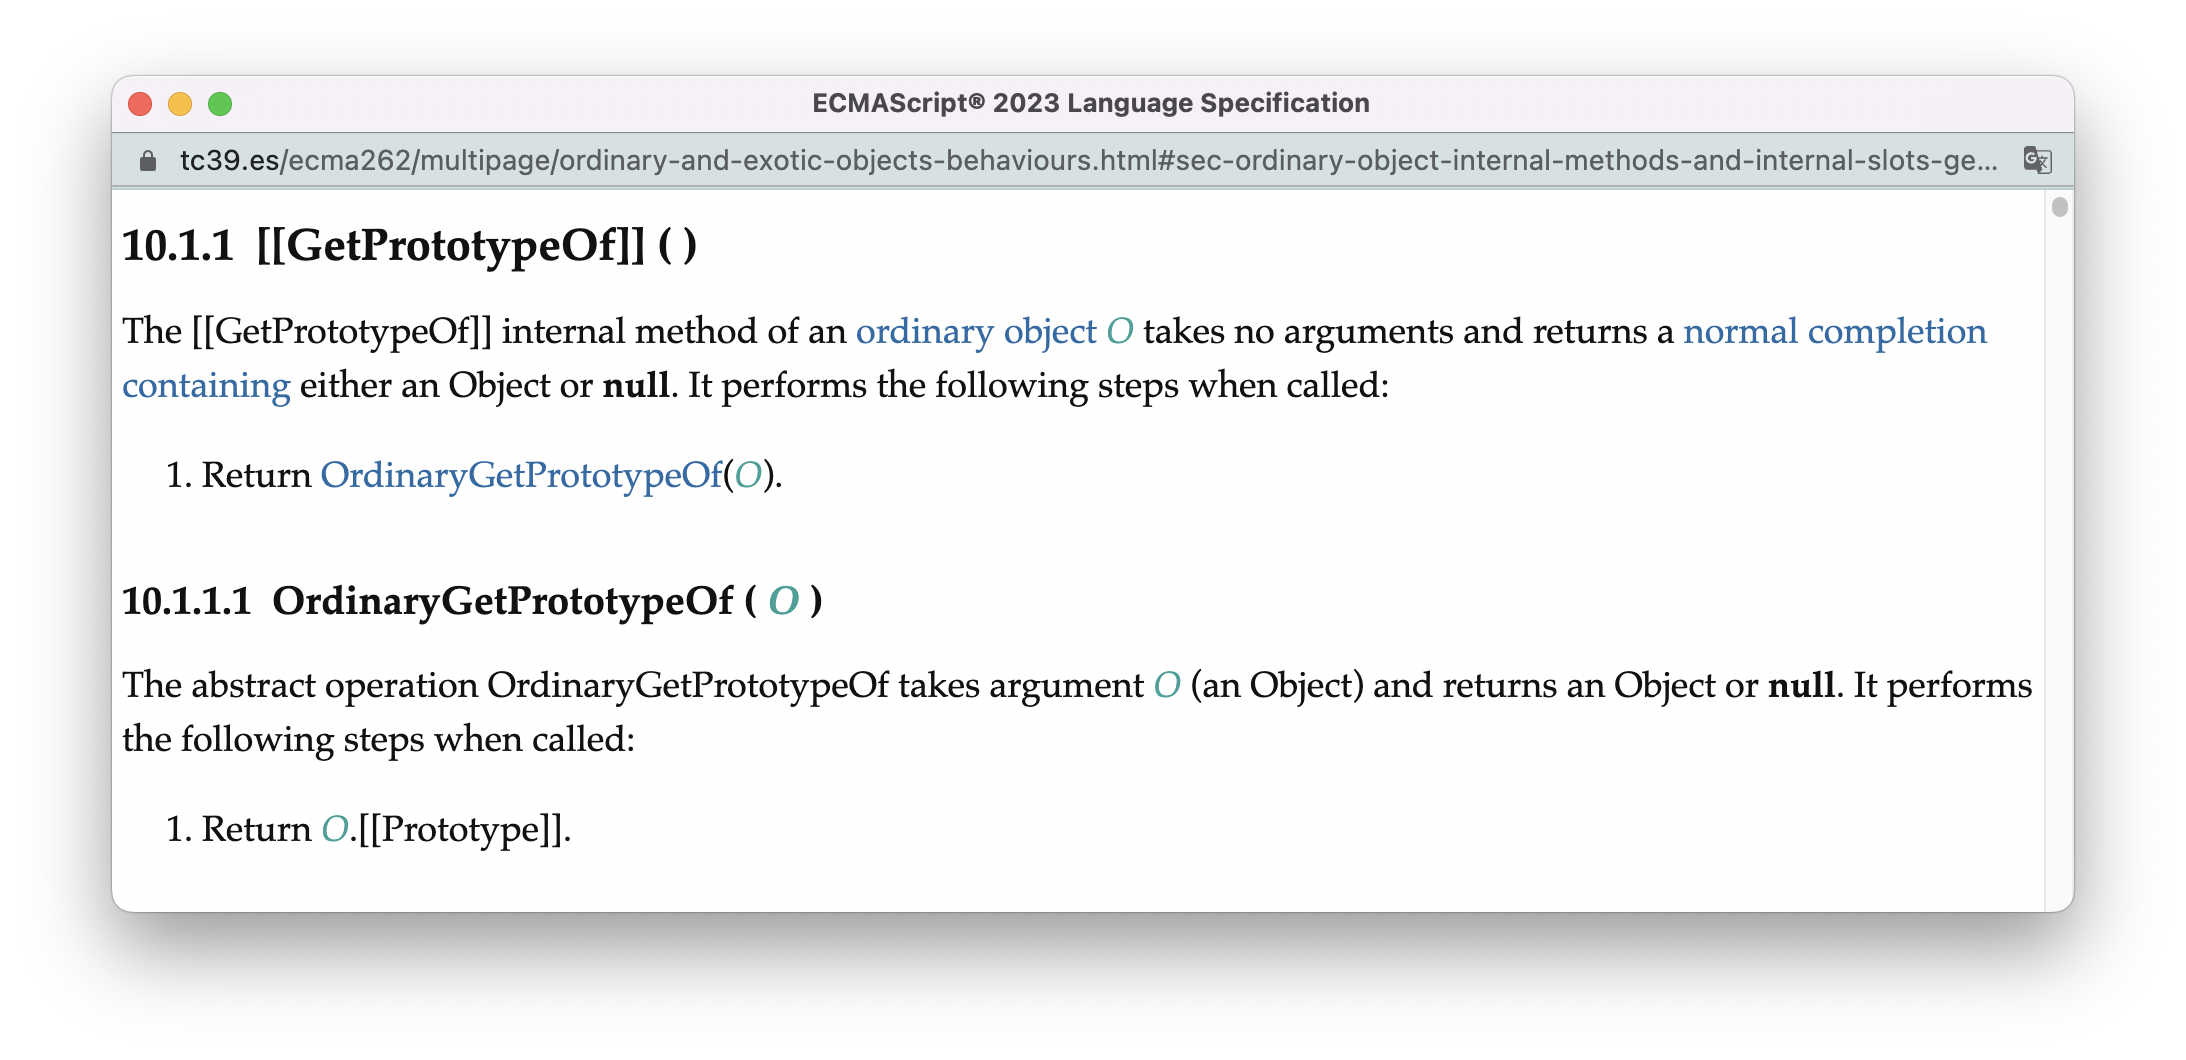 ECMAScript® 2023 Language Specification
tc39.es/ecma262/multipage/ordinary-and-exotic-objects-behaviours.html#sec-ordinary-object-internal-methods-and-internal-slots-ge...
10.1.1 [[GetPrototypeOf]] ( )
The [[GetPrototypeOf]] internal method of an ordinary object O takes no arguments and returns a normal completion
containing either an Object or null. It performs the following steps when called:
1. Return OrdinaryGetPrototypeOf(O).
10.1.1.1 OrdinaryGetPrototypeOf ( O )
The abstract operation OrdinaryGetPrototypeOf takes argument O (an Object) and returns an Object or null. It performs
the following steps when called:
1. Return O.[[Prototype]].